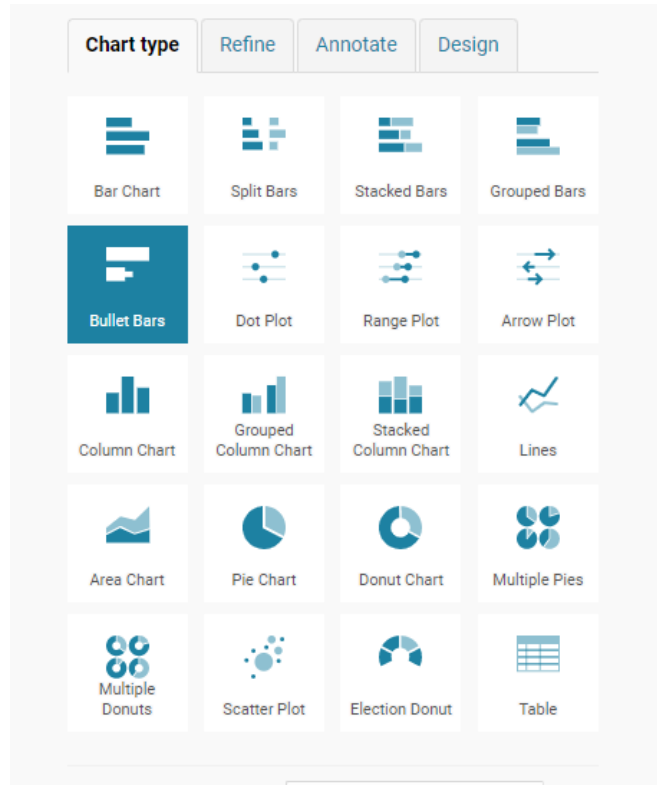 Chart type
Refine
Annotate
Design
Bar Chart
Split Bars
Stacked Bars
Grouped Bars
Bullet Bars
Dot Plot
Range Plot
Arrow Plot
Column Chart
Grouped
Column Chart
Stacked
Column Chart
Lines
Area Chart
Pie Chart
Donut Chart
Multiple Pies
Multiple
Donuts
Scatter Plot
Election Donut
Table